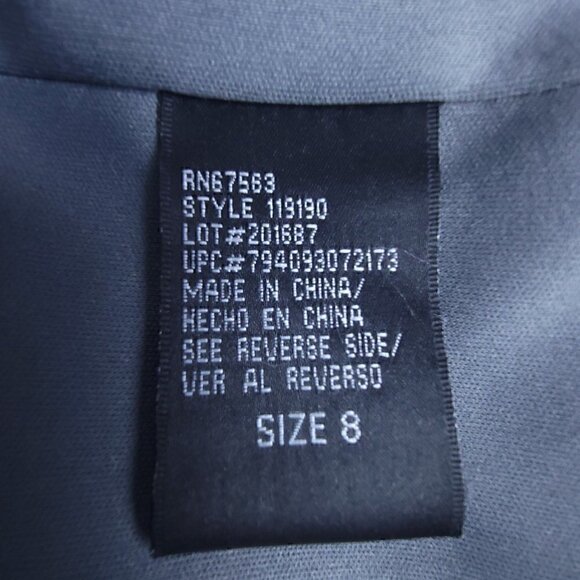 RN67563
STYLE 119190
LOT#201687
UPC#794093072173
MADE IN CHINA/
HECHO EN CHINA
SEE REVERSE SIDE/
VER AL REVERSO
SIZE 8